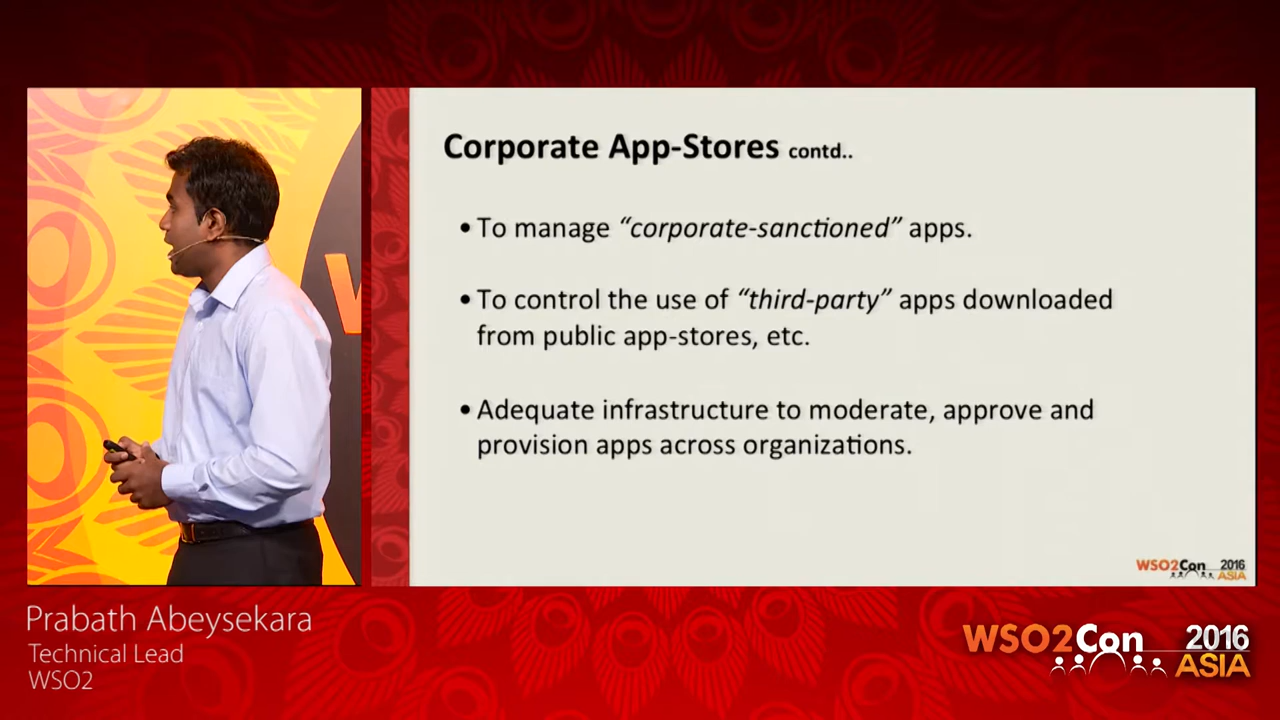 Corporate App-Stores contd..
• To manage “corporate-sanctioned” apps.
• To control the use of “third-party” apps downloaded
from public app-stores, etc.
• Adequate infrastructure to moderate, approve and
provision apps across organizations.
WSO2Con 2016
ASIA
Prabath Abeysekara
Technical Lead
WSO2
WSO2Con 2016
ASIA